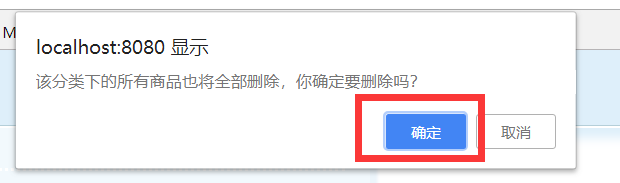 M
localhost:8080 显示
该分类下的所有商品也将全部删除，你确定要删除吗？
确定
取消